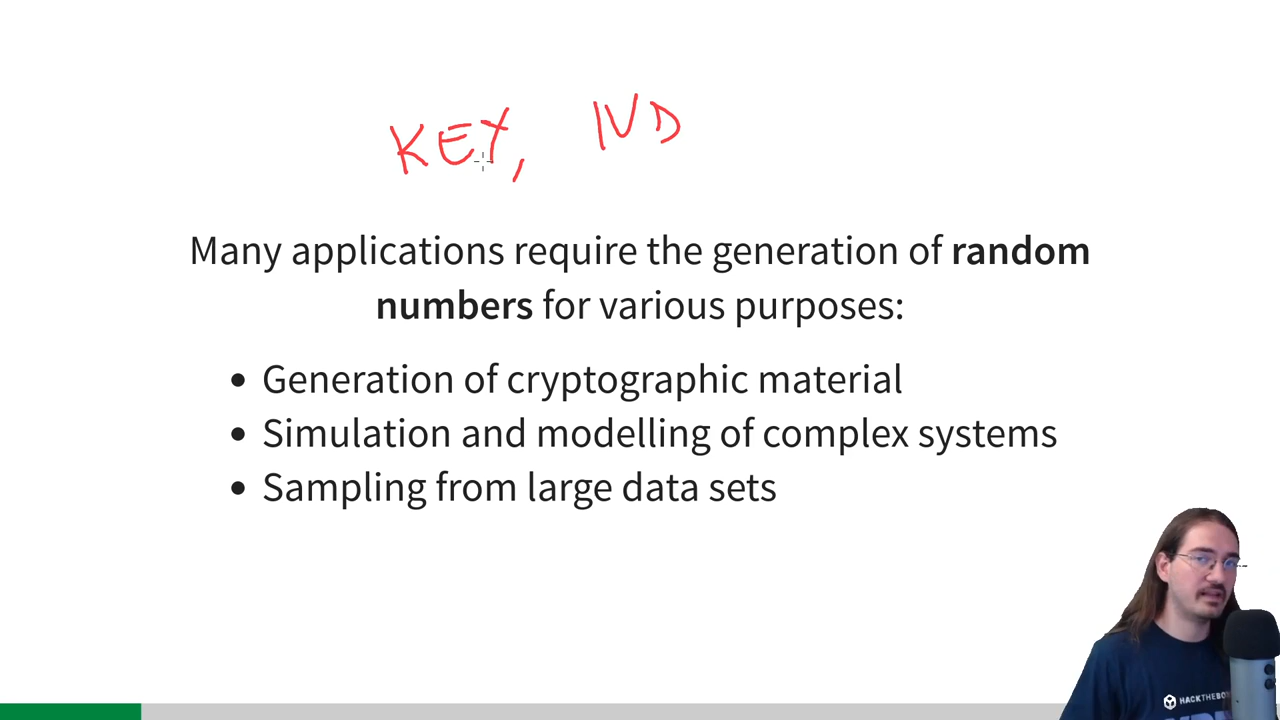 KEY, IVD
Many applications require the generation of random
numbers for various purposes:
• Generation of cryptographic material
• Simulation and modelling of complex systems
• Sampling from large data sets
HACKTHEBO